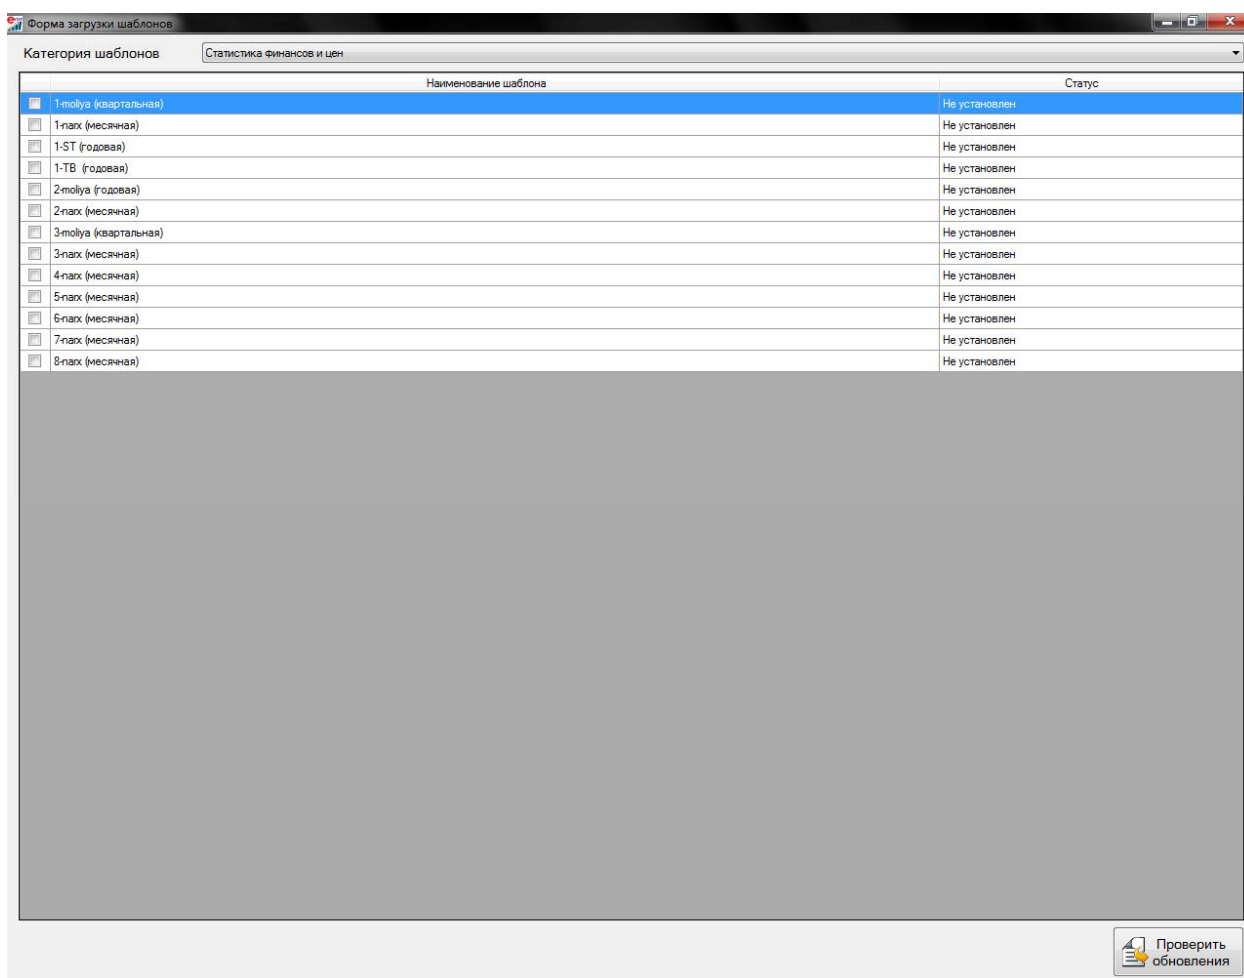 Форма загрузки шаблонов
Категория шаблонов Статистика финансов и цен
Наименование шаблона Статус
1-moliya (квартальная) Не установлен
1-narx (месячная) Не установлен
1-ST (годовая) Не установлен
1-TB (годовая) Не установлен
2-moliya (годовая) Не установлен
2-narx (месячная) Не установлен
3-moliya (квартальная) Не установлен
3-narx (месячная) Не установлен
4-narx (месячная) Не установлен
5-narx (месячная) Не установлен
6-narx (месячная) Не установлен
7-narx (месячная) Не установлен
8-narx (месячная) Не установлен
Проверить
обновления